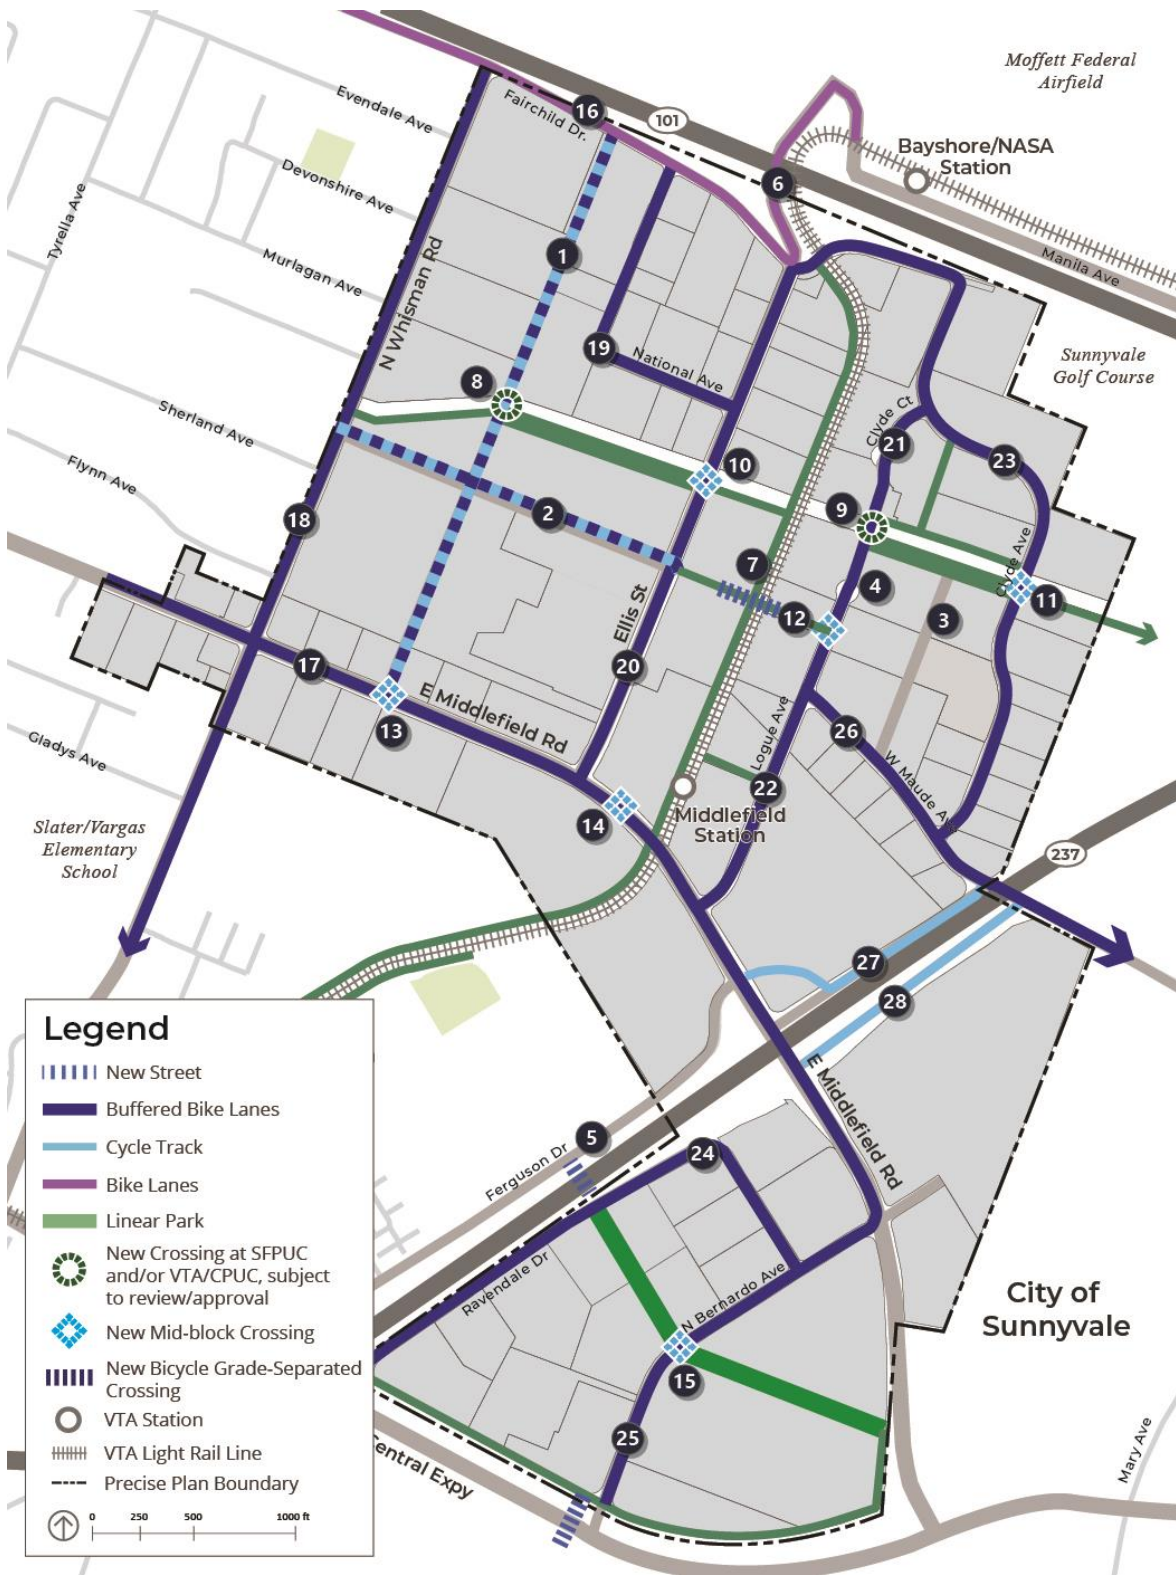 Moffett Federal
Airfield
Evendale Ave
Fairchild Dr.
16
101
Bayshore/NASA
Station
Devonshire Ave
6
Tyrella Ave
Murlagan Ave
1
Manila Ave
N Whisman Rd
19
National Ave
Sunnyvale
Golf Course
8
Sherland Ave
Clyde Ct
21
23
Flynn Ave
10
18
2
9
Clyde Ave
7
4
11
Ellis St
12
3
17
20
E Middlefield Rd
13
Logue Ave
26
Gladys Ave
W Maude Ave
22
Middlefield
Station
14
Slater/Vargas
Elementary
School
237
27
28
E Middlefield Rd
Legend
New Street
Buffered Bike Lanes
Cycle Track
Bike Lanes
Linear Park
New Crossing at SFPUC
and/or VTA/CPUC, subject
to review/approval
New Mid-block Crossing
New Bicycle Grade-Separated
Crossing
VTA Station
VTA Light Rail Line
Precise Plan Boundary
0 250 500 1000 ft
5
Ferguson Dr
24
Ravendale Dr
N Bernardo Ave
City of
Sunnyvale
15
25
Mary Ave
entral Expy